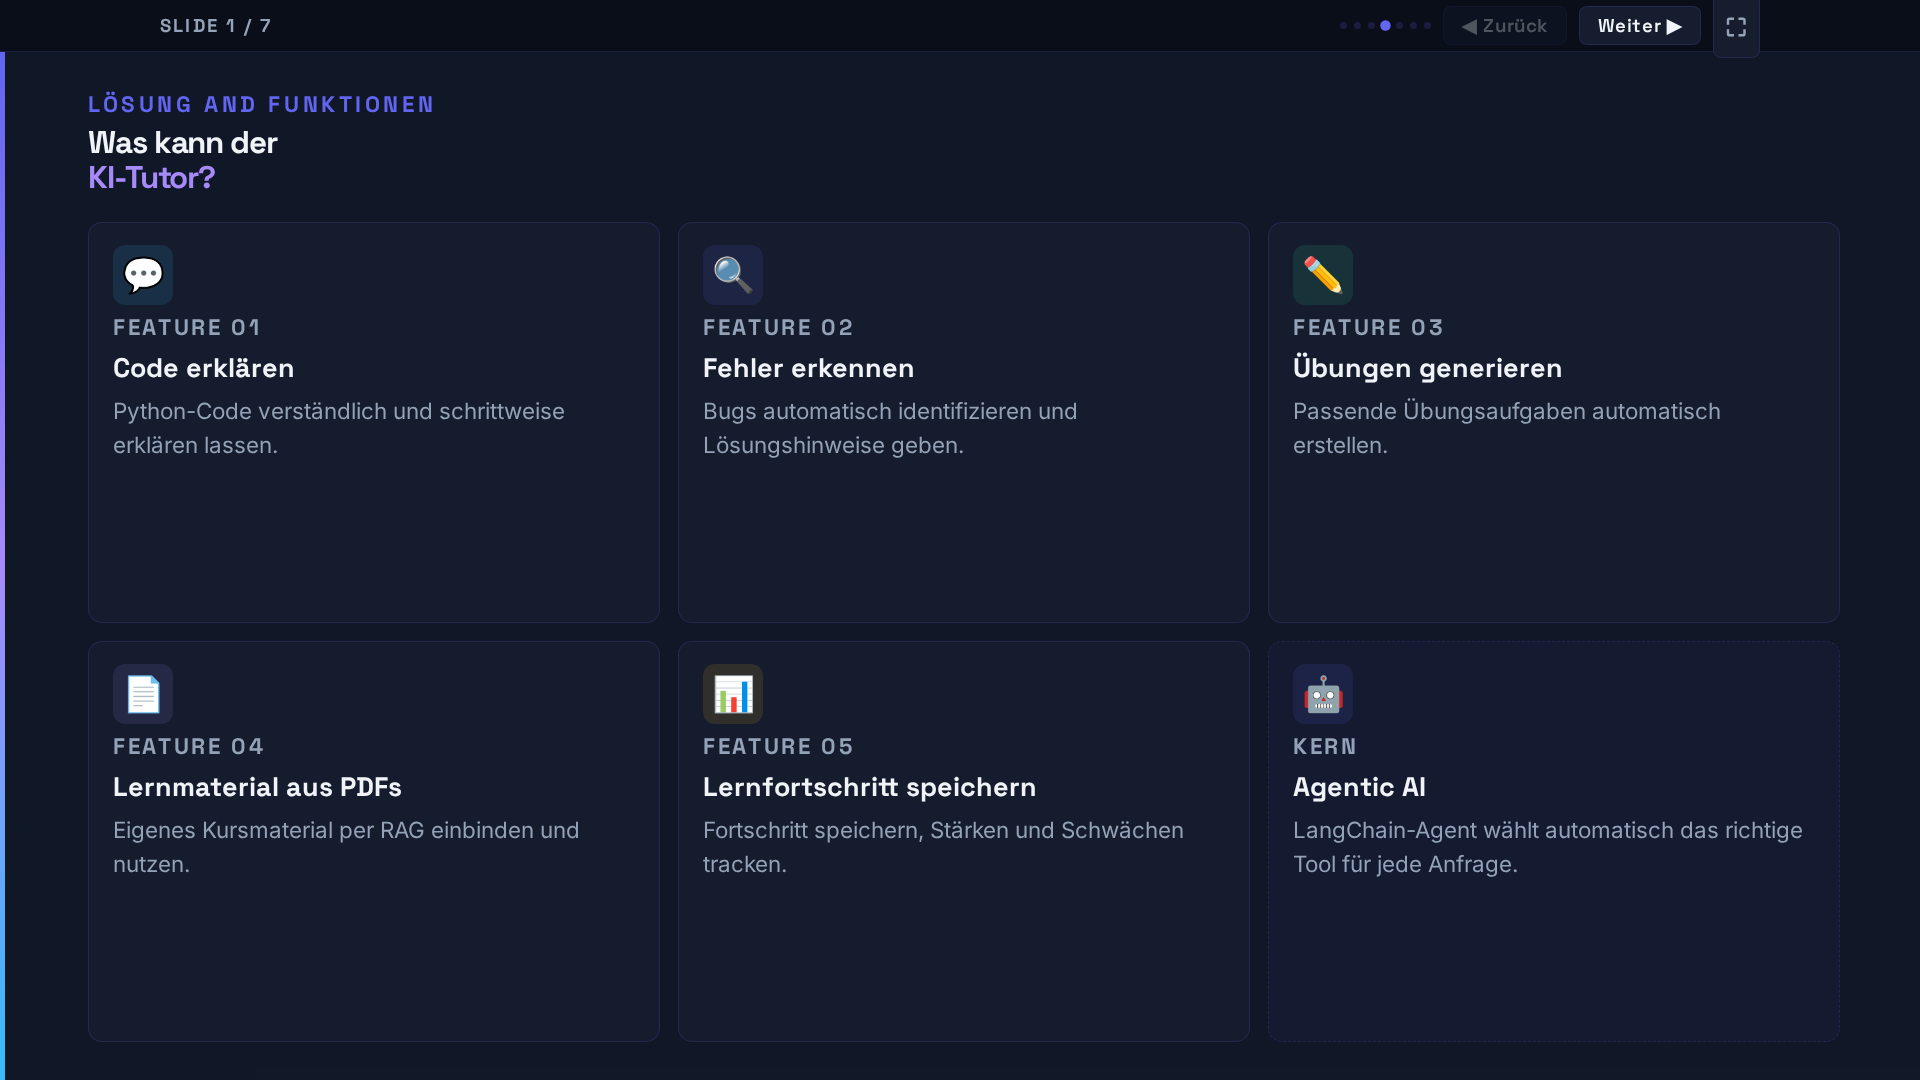 SLIDE 1 / 7
◀ Zurück
Weiter ▶
LÖSUNG AND FUNKTIONEN
Was kann der
KI-Tutor?
FEATURE 01
Code erklären
Python-Code verständlich und schrittweise
erklären lassen.
FEATURE 02
Fehler erkennen
Bugs automatisch identifizieren und
Lösungshinweise geben.
FEATURE 03
Übungen generieren
Passende Übungsaufgaben automatisch
erstellen.
FEATURE 04
Lernmaterial aus PDFs
Eigenes Kursmaterial per RAG einbinden und
nutzen.
FEATURE 05
Lernfortschritt speichern
Fortschritt speichern, Stärken und Schwächen
tracken.
KERN
Agentic AI
LangChain-Agent wählt automatisch das richtige
Tool für jede Anfrage.